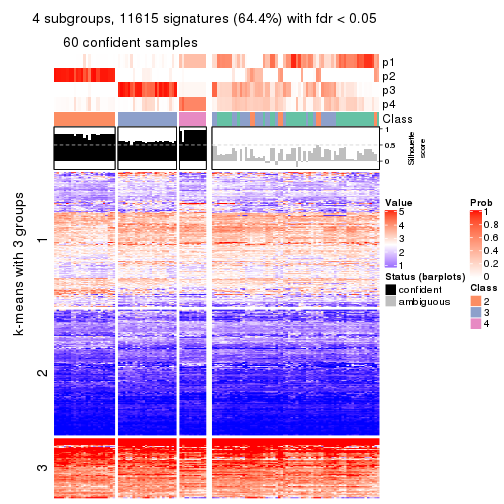 4 subgroups, 11615 signatures (64.4%) with fdr < 0.05
60 confident samples
p1
p2
p3
p4
Class
1
0.5
0
Silhouette
score
k-means with 3 groups
1
2
3
Value
5
4
3
2
1
Status (barplots)
confident
ambiguous
Prob
1
0.8
0.6
0.4
0.2
0
Class
2
3
4